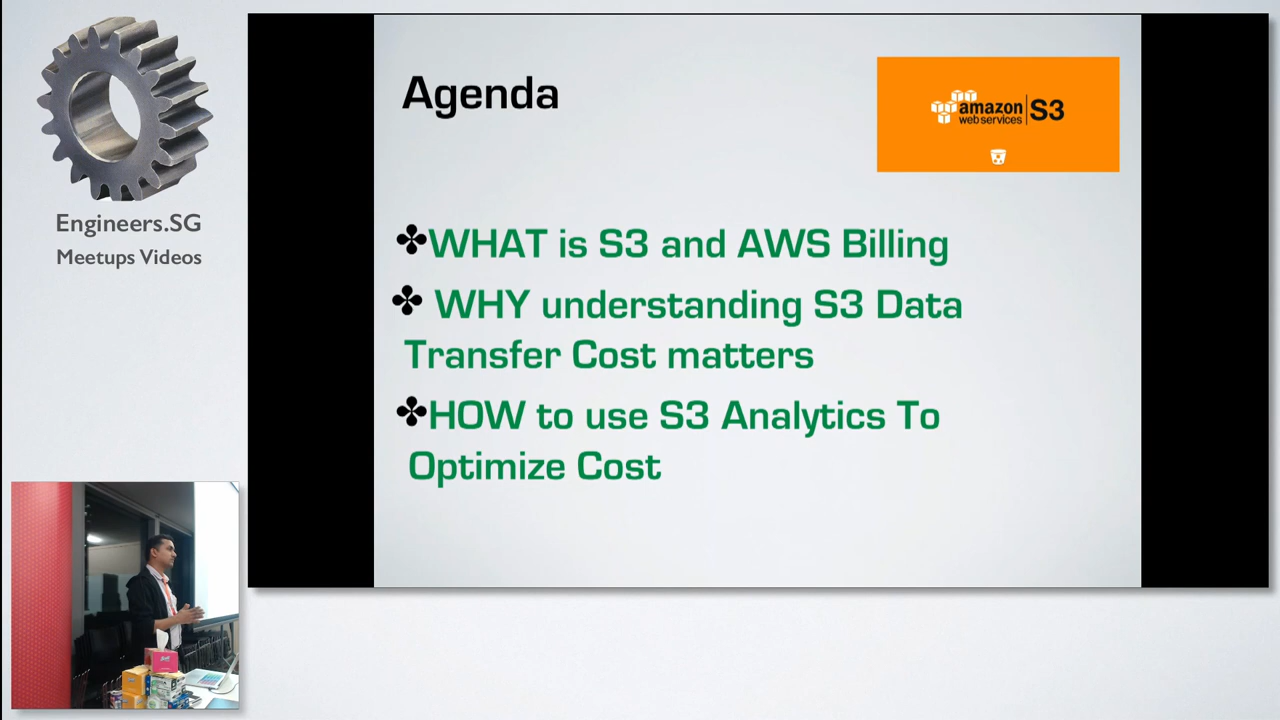 Engineers.SG
Meetups Videos
Agenda
amazon
web services
S3
✤WHAT is S3 and AWS Billing
✤ WHY understanding S3 Data
Transfer Cost matters
✤HOW to use S3 Analytics To
Optimize Cost